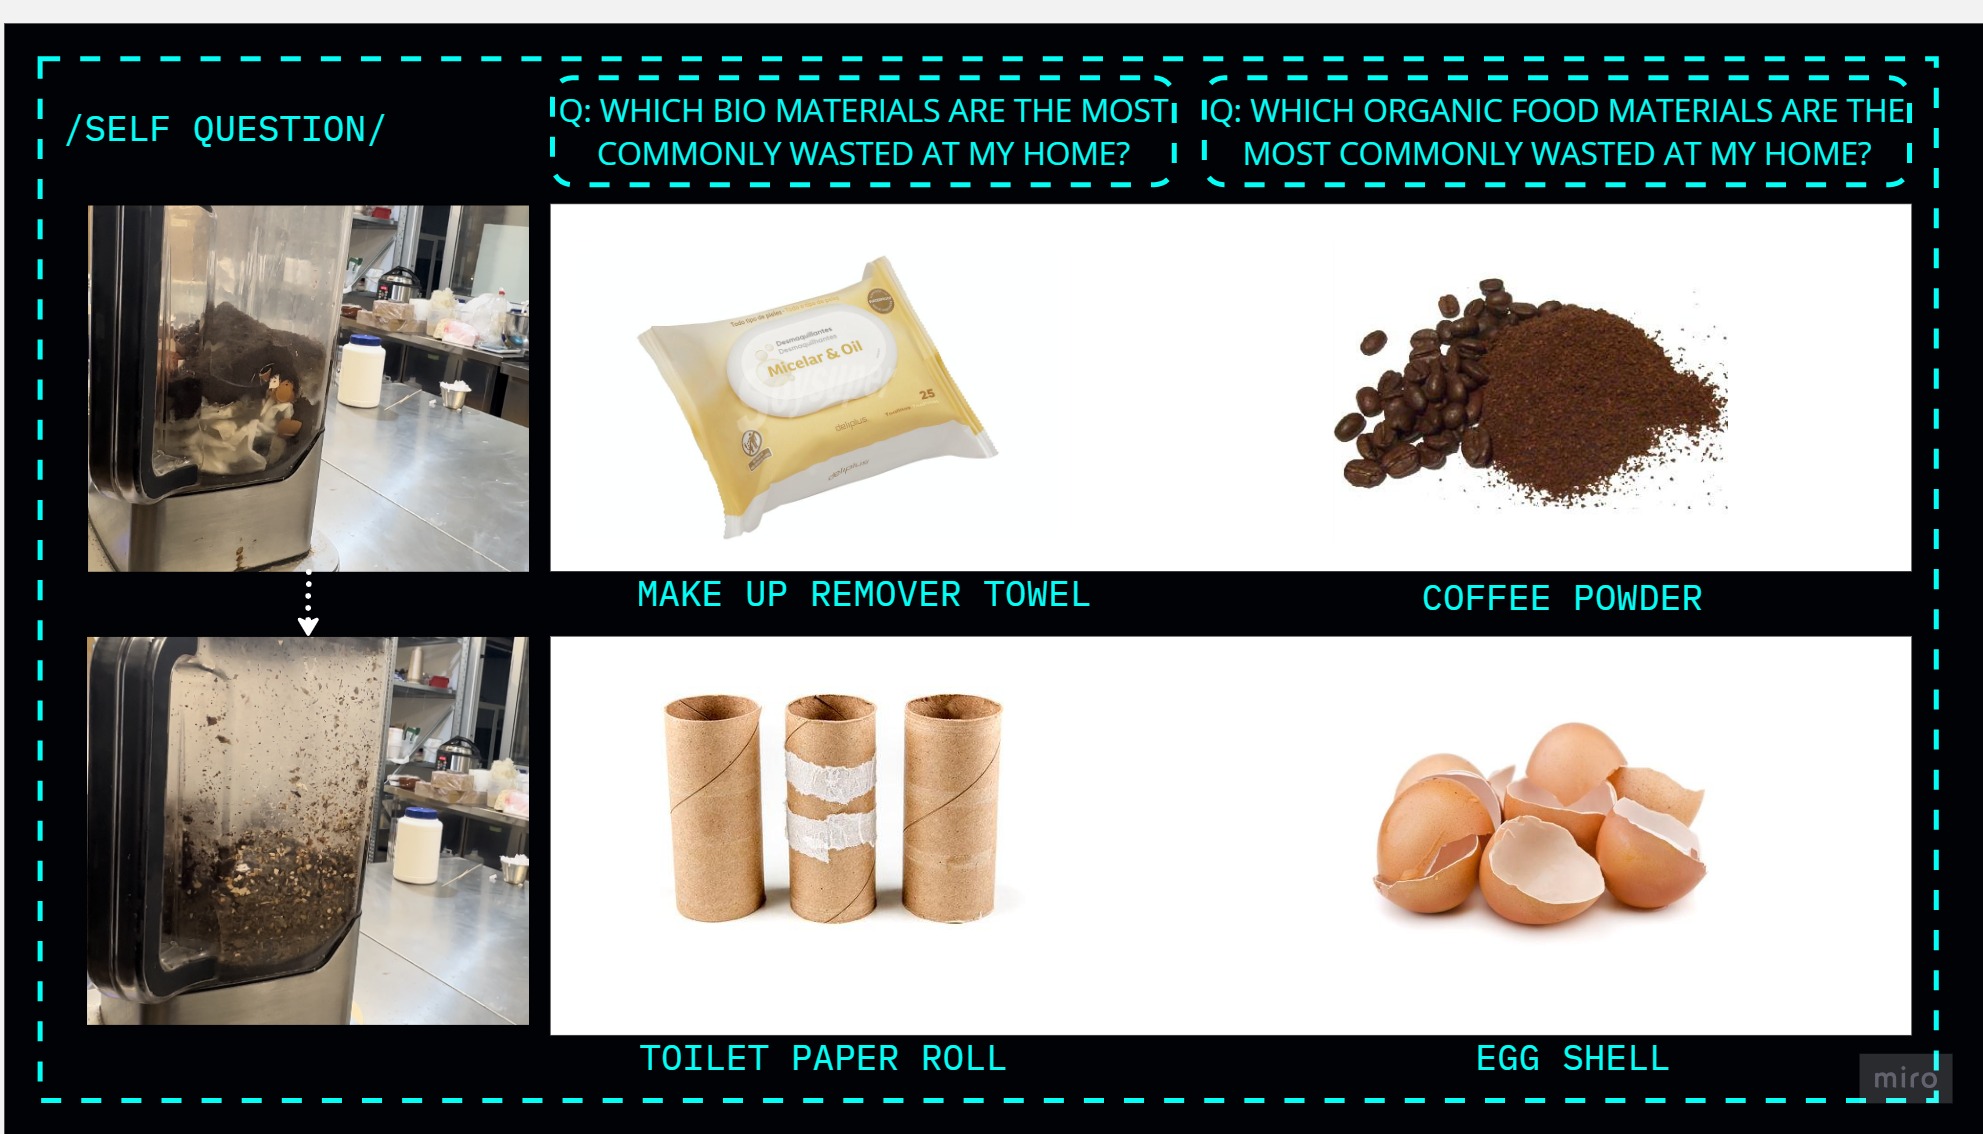 /SELF QUESTION/
Q: WHICH BIO MATERIALS ARE THE MOST
COMMONLY WASTED AT MY HOME?
Q: WHICH ORGANIC FOOD MATERIALS ARE THE
MOST COMMONLY WASTED AT MY HOME?
Todo tipo de pieles
Desmaquillantes
Desmaquilhantes
Micelar & Oil
25
deliplus
deliplus
MAKE UP REMOVER TOWEL
COFFEE POWDER
TOILET PAPER ROLL
EGG SHELL
miro